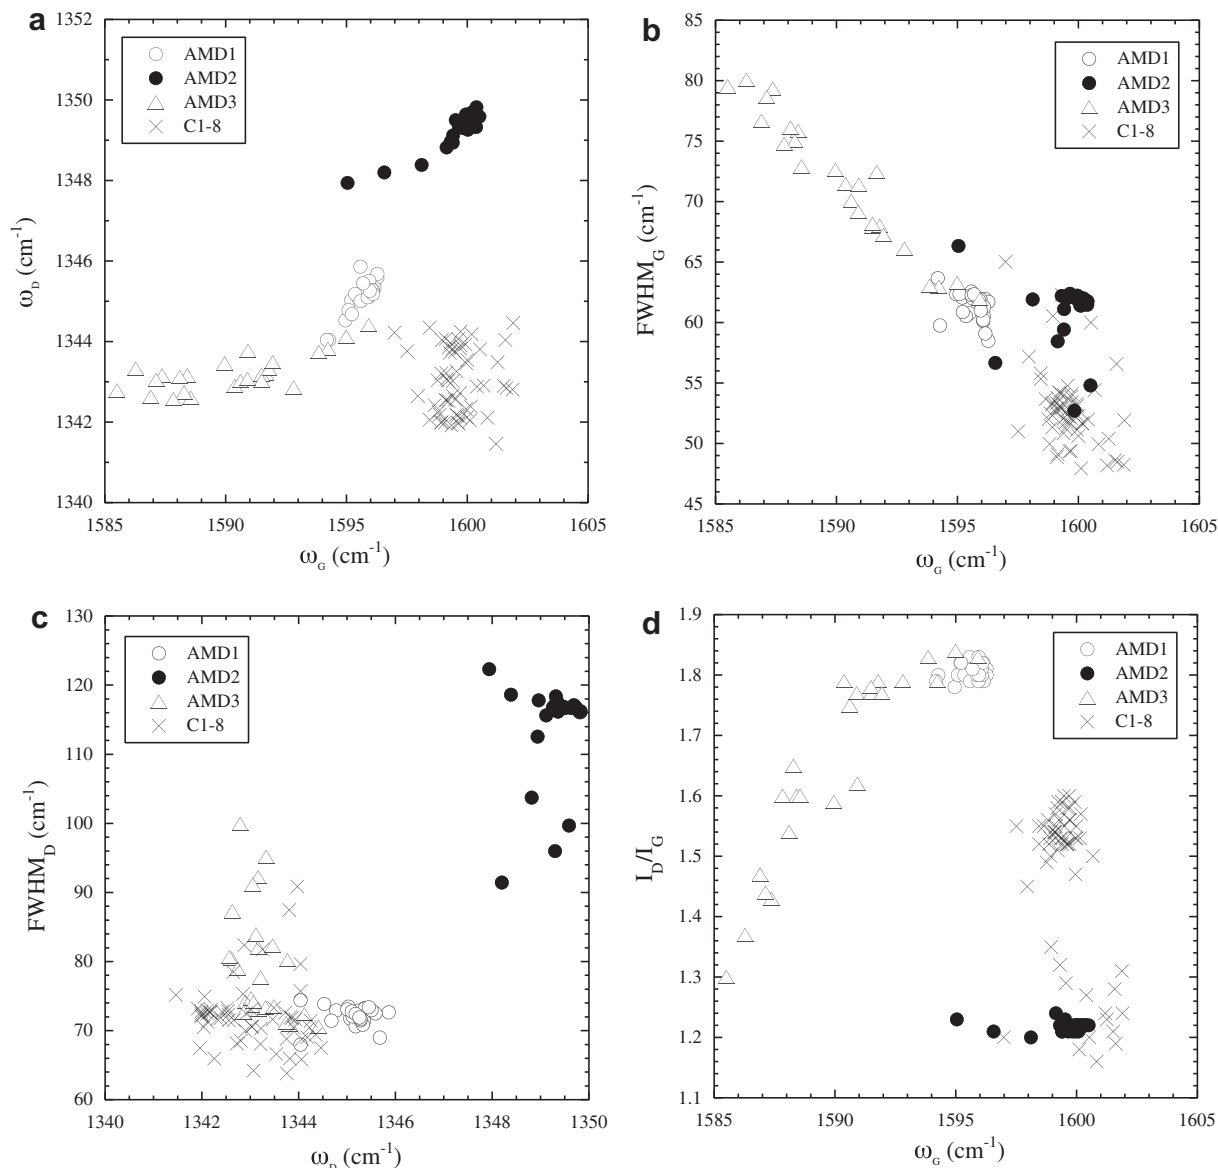 a
1352
1350
1348
1346
1344
1342
1340
ω_D (cm⁻¹)
AMD1
AMD2
AMD3
C1-8
1585
1590
1595
1600
1605
ω_G (cm⁻¹)
b
85
80
75
70
65
60
55
50
45
FWHM_G (cm⁻¹)
AMD1
AMD2
AMD3
C1-8
1585
1590
1595
1600
1605
ω_G (cm⁻¹)
c
130
120
110
100
90
80
70
60
FWHM_D (cm⁻¹)
AMD1
AMD2
AMD3
C1-8
1340
1342
1344
1346
1348
1350
ω_D (cm⁻¹)
d
1.9
1.8
1.7
1.6
1.5
1.4
1.3
1.2
1.1
I_D/I_G
AMD1
AMD2
AMD3
C1-8
1585
1590
1595
1600
1605
ω_G (cm⁻¹)